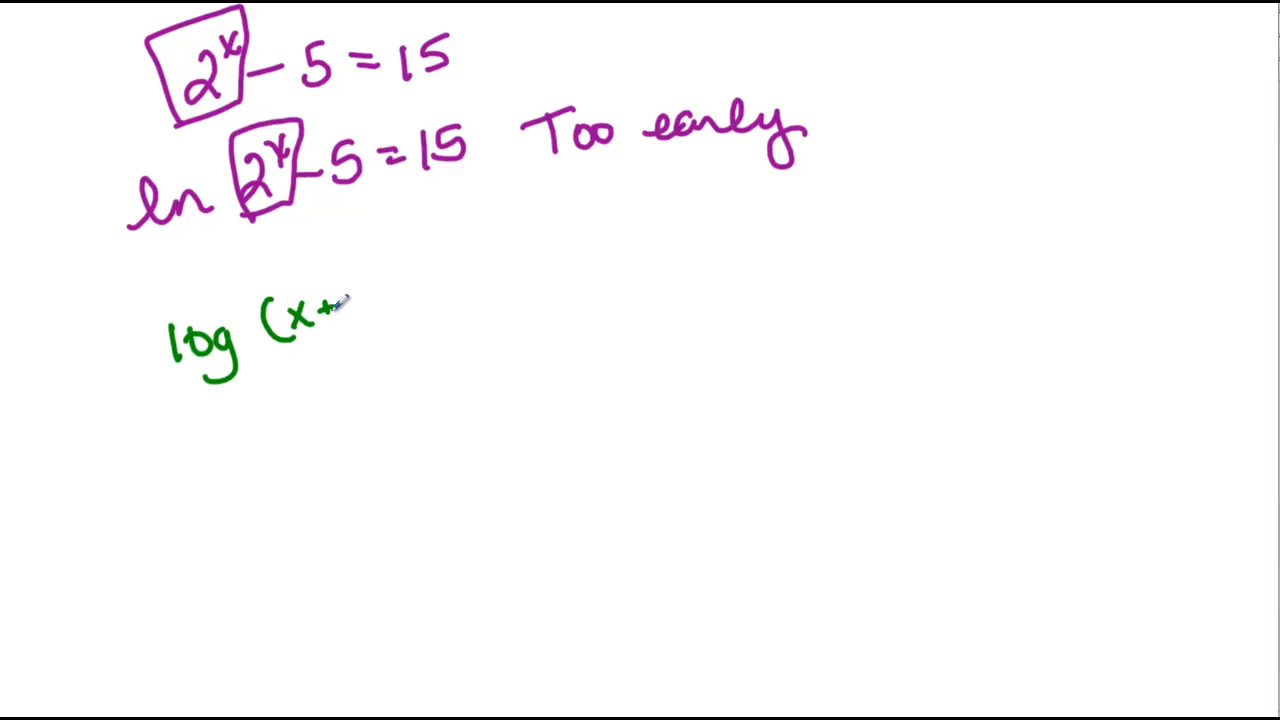 2^x - 5 = 15
ln 2^x - 5 = 15 Too early
log (x+